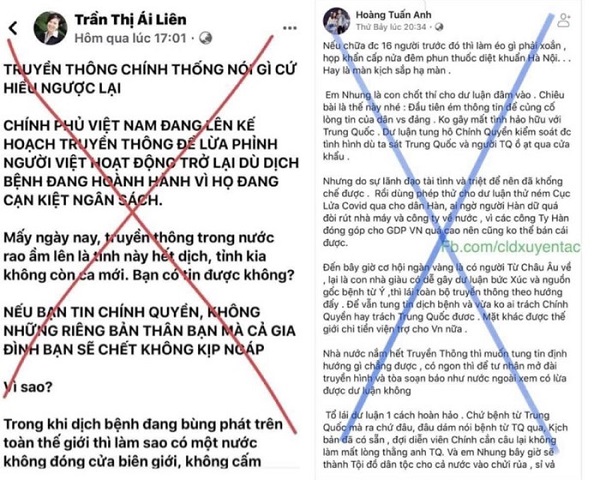 Trần Thị Ái Liên
Hôm qua lúc 17:01
TRUYỀN THÔNG CHÍNH THỐNG NÓI GÌ CỨ
HIỂU NGƯỢC LẠI
CHÍNH PHỦ VIỆT NAM ĐANG LÊN KẾ
HOẠCH TRUYỀN THÔNG ĐỂ LỪA PHỈNH
NGƯỜI VIỆT HOẠT ĐỘNG TRỞ LẠI DÙ DỊCH
BỆNH ĐANG HOÀNH HÀNH VÌ HỌ ĐANG
CẠN KIỆT NGÂN SÁCH.
Mấy ngày nay, truyền thông trong nước
rao ầm lên là tỉnh này hết dịch, tỉnh kia
không còn ca mới. Bạn có tin được không?
NẾU BẠN TIN CHÍNH QUYỀN, KHÔNG
NHỮNG RIÊNG BẢN THÂN BẠN MÀ CẢ GIA
ĐÌNH BẠN SẼ CHẾT KHÔNG KỊP NGÁP
Vì sao?
Trong khi dịch bệnh đang bùng phát trên
toàn thế giới thì làm sao có một nước
không đóng cửa biên giới, không cấm
Hoàng Tuấn Anh
Thứ Bảy lúc 20:34
Nếu chữa đc 16 người trước đó thì làm éo gì phải xoắn ,
họp khẩn cấp nửa đêm phun thuốc diệt khuẩn Hà Nội. . .
Hay là màn kịch sắp hạ màn .
Em Nhung là con chốt thí cho dư luận đâm vào . Chiêu
bài là thế này nhé : Đầu tiên ém thông tin để củng cố
lòng tin của dân vs đảng . Ko gây mất tình hảo hữu với
Trung Quốc . Dư luận tung hô Chính Quyền kiểm soát đc
tình hình dù ta sát Trung Quốc và người TQ ồ ạt qua cửa
khẩu .
Nhưng do sự lãnh đạo tài tình và triệt để nên đã khống
chế được . Rồi dùng phép thử cho dư luận thử ném Cục
Lửa Covid qua cho dân Hàn, ai ngờ người Hàn dữ quá
đòi rút nhà máy và công ty về nước , vì các Công ty Hàn
đóng góp cho GDP VN quá cao nên cũng ko thể bán cái
được.
Fb.com/cldxuyentac
Đến bây giờ cơ hội ngàn vàng là có người Từ Châu Âu về
, lại là con nhà giàu có dễ gây dư luận bức Xúc và nguồn
gốc bệnh từ Ý ,thì lái toàn bộ truyền thông theo hướng
đấy . Để vẫn tung tin dịch bệnh và vừa ko ai trách Chính
Quyền hay trách Trung Quốc được . Mặt khác được thế
giới chi tiền viện trợ cho Vn nữa .
Nhà nước nắm hết Truyền Thông thì muốn tung tin định
hướng gì chẳng được , có ngon thì để tư nhân mở đài
truyền hình và tòa soạn báo như nước ngoài xem có lừa
được dư luận không
Tổ lái dư luận 1 cách hoàn hảo . Chứ bệnh từ Trung
Quốc mà ra chứ đâu, đâu dám nói bệnh từ TQ qua, Kịch
bản đã có sẵn , đợi diễn viên Chính cắn câu lại không
làm mất lòng thằng anh TQ. Và em Nhung bây giờ sẽ
thành Tội đồ dân tộc cho cả nước vào chửi rủa , sỉ vả